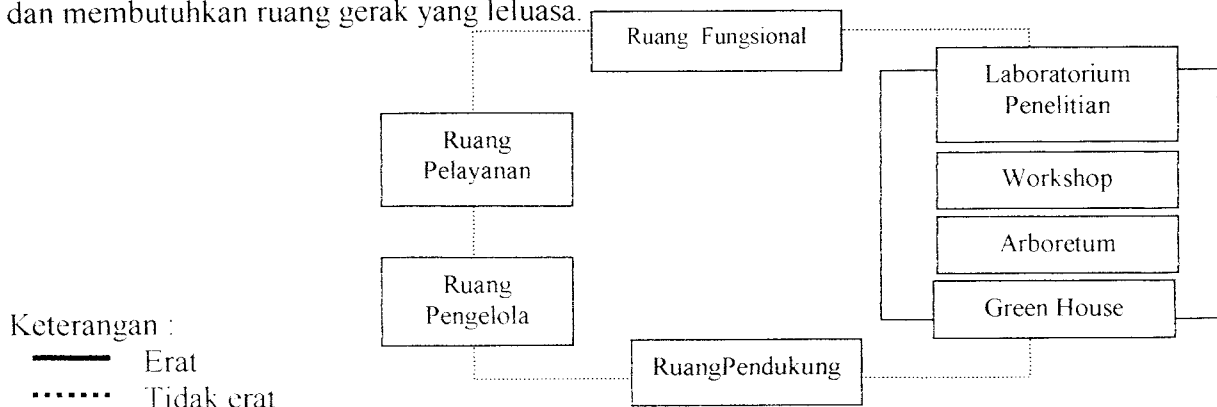 dan membutuhkan ruang gerak yang leluasa.
Ruang Fungsional
Laboratorium
Penelitian
Ruang
Pelayanan
Workshop
Arboretum
Ruang
Pengelola
Green House
RuangPendukung
Keterangan :
Erat
Tidak erat